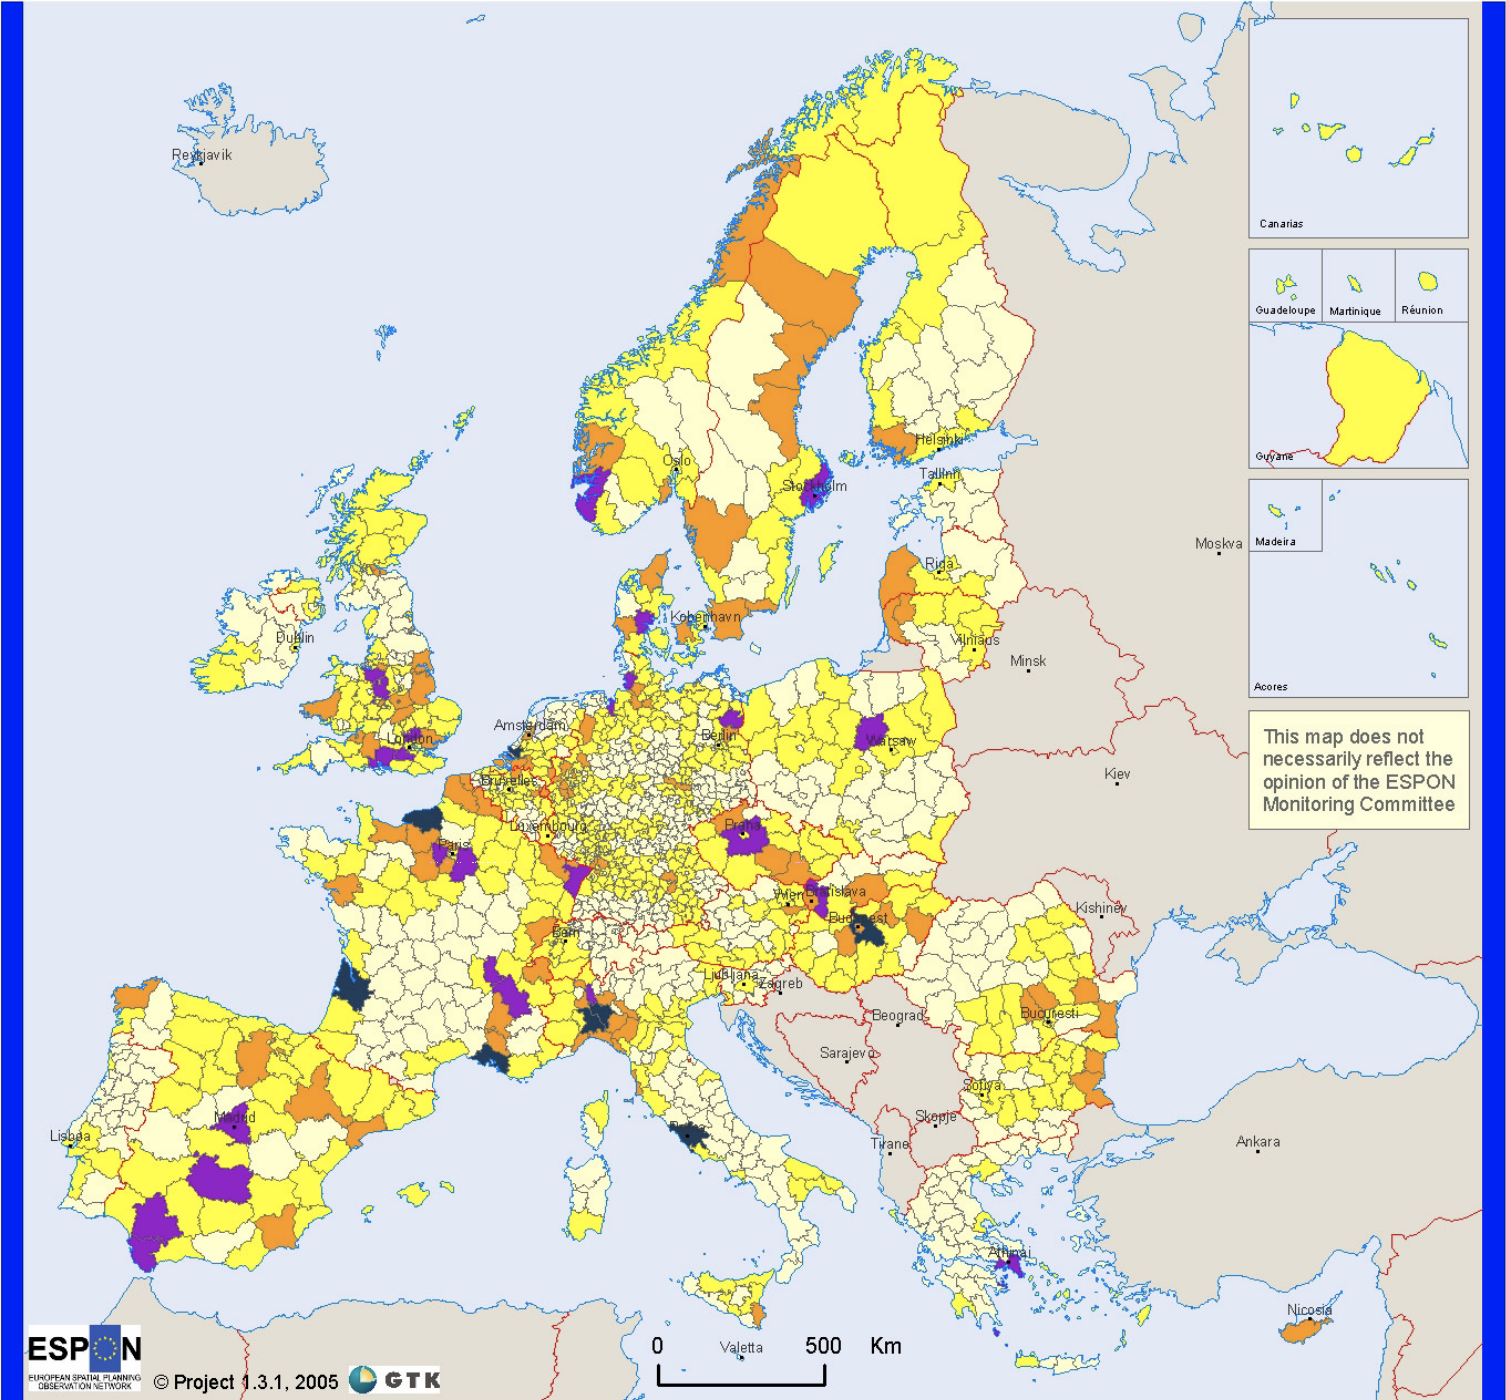 Reykjavik
Canarias
Guadeloupe
Martinique
Réunion
Guyane
Madeira
Acores
Oslo
Helsinki
Stockholm
Tallinn
Moskva
Riga
Kobenhavn
Dublin
Vilnius
Minsk
Amsterdam
London
Berlin
Warsaw
Bruxelles
Kiev
This map does not
necessarily reflect the
opinion of the ESPON
Monitoring Committee
Luxembourg
Praha
Paris
Wien
Bratislava
Kishinev
Budapest
Bern
Ljubljana
Zagreb
Beograd
Bucuresti
Sarajevo
Sofiya
Madrid
Skopje
Lisboa
Tirane
Ankara
Athinai
Nicosia
Valetta
0 500 Km
ESPON
EUROPEAN SPATIAL PLANNING
OBSERVATION NETWORK
© Project 1.3.1, 2005
GTK